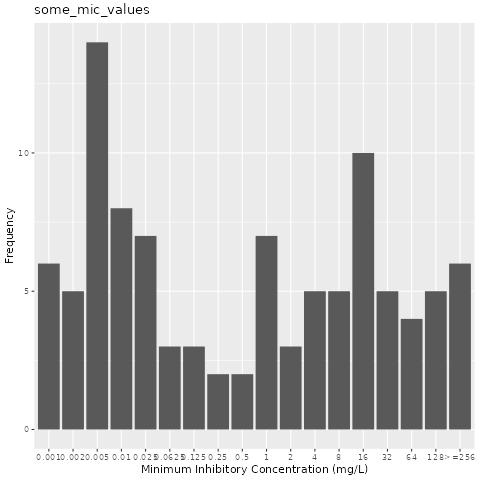 some_mic_values
Frequency
10
5
0
0.001 0.002 0.005 0.01 0.025 0.0625 0.125 0.25 0.5 1 2 4 8 16 32 64 128 >=256
Minimum Inhibitory Concentration (mg/L)